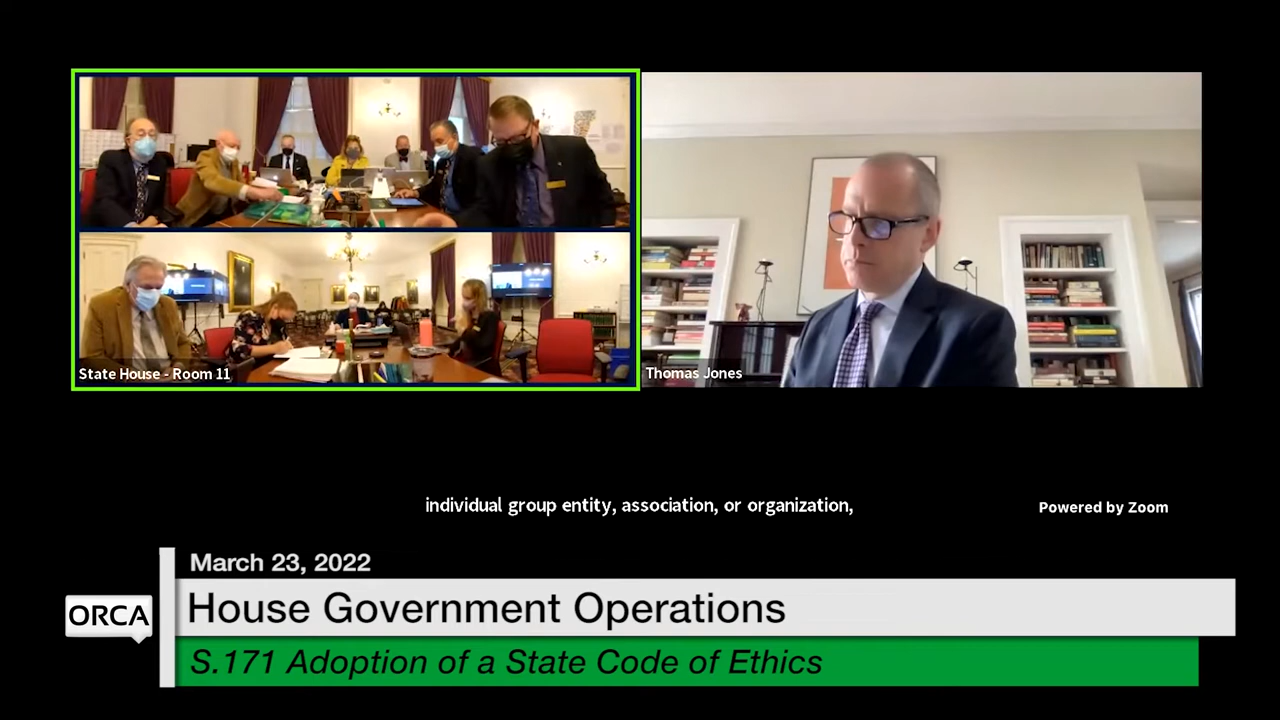 State House - Room 11
Thomas Jones
individual group entity, association, or organization,
Powered by Zoom
March 23, 2022
House Government Operations
ORCA
S.171 Adoption of a State Code of Ethics